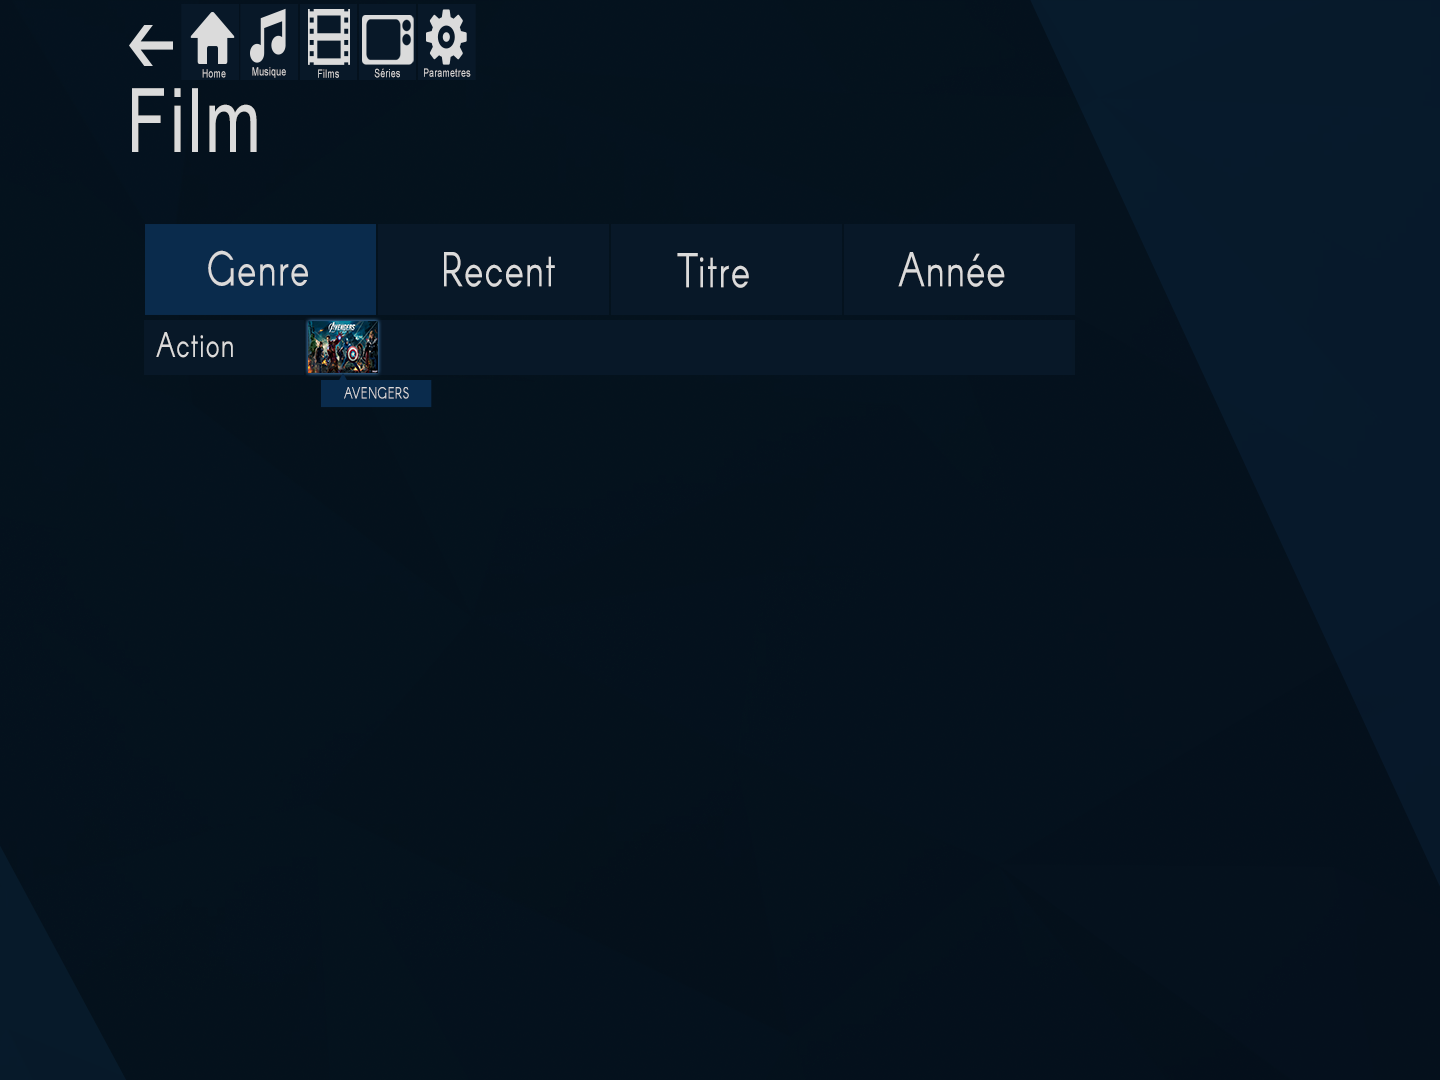 Home Musique Films Séries Parametres
Film
Genre Recent Titre Année
Action
AVENGERS
AVENGERS